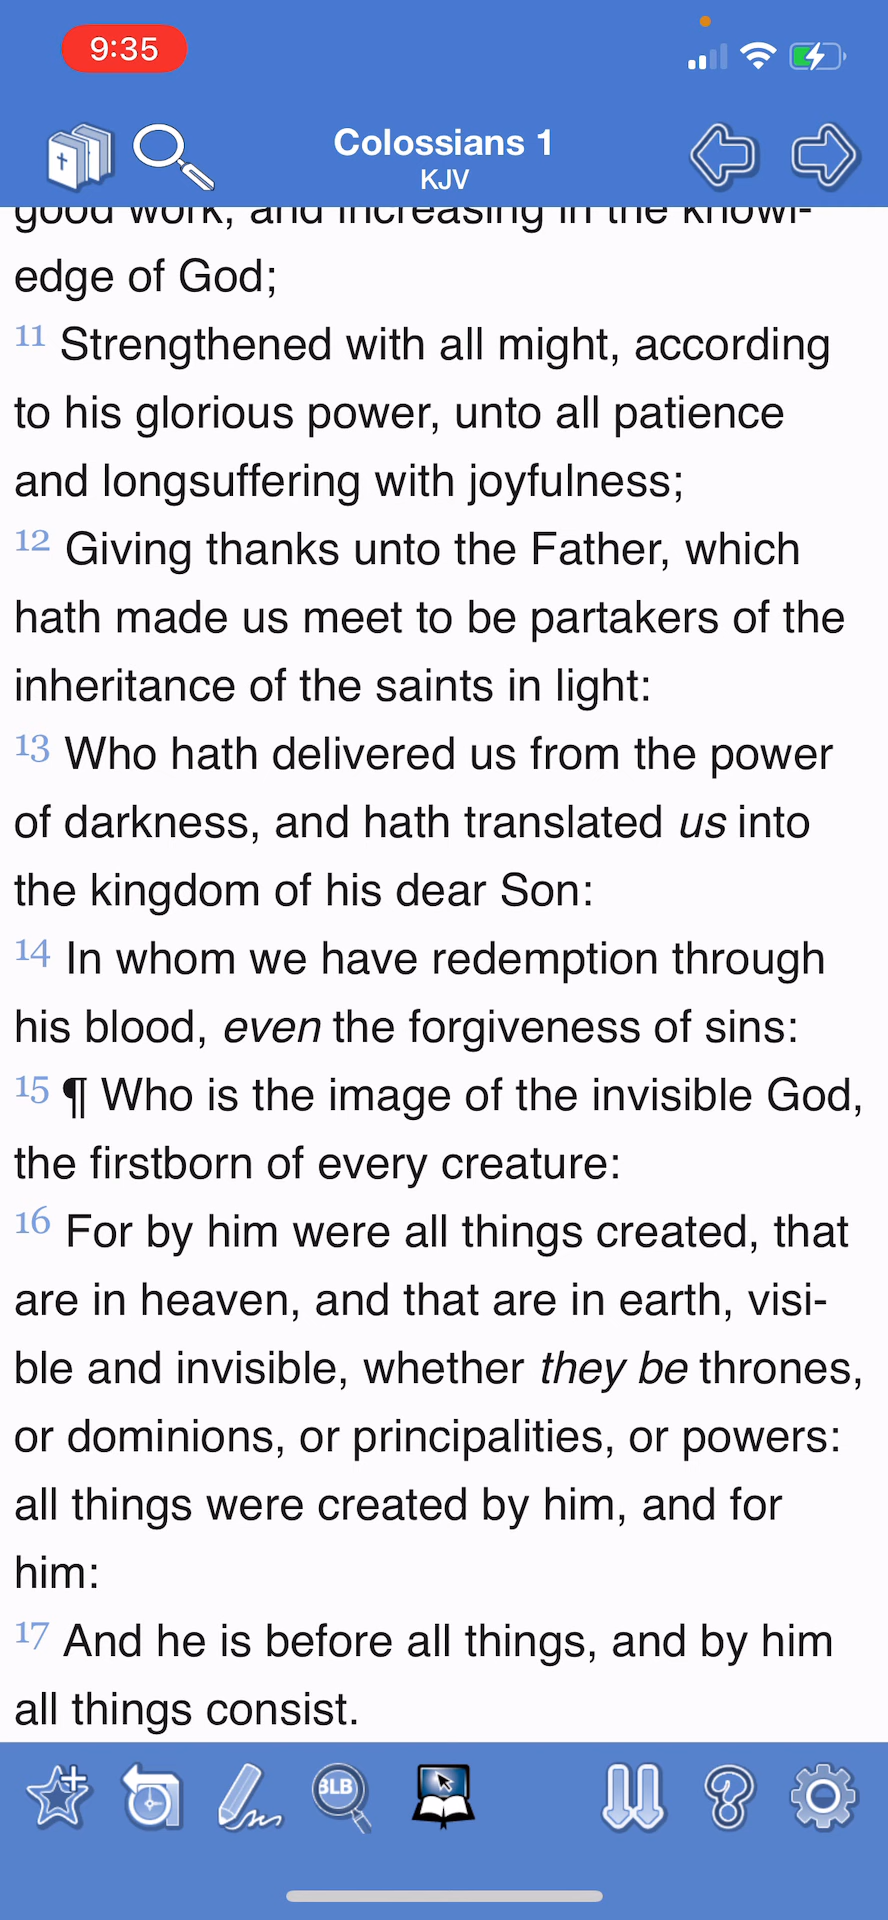 9:35
Colossians 1
KJV
good work, and increasing in the knowl-
edge of God;
11 Strengthened with all might, according
to his glorious power, unto all patience
and longsuffering with joyfulness;
12 Giving thanks unto the Father, which
hath made us meet to be partakers of the
inheritance of the saints in light:
13 Who hath delivered us from the power
of darkness, and hath translated us into
the kingdom of his dear Son:
14 In whom we have redemption through
his blood, even the forgiveness of sins:
15 ¶ Who is the image of the invisible God,
the firstborn of every creature:
16 For by him were all things created, that
are in heaven, and that are in earth, visi-
ble and invisible, whether they be thrones,
or dominions, or principalities, or powers:
all things were created by him, and for
him:
17 And he is before all things, and by him
all things consist.
BLB